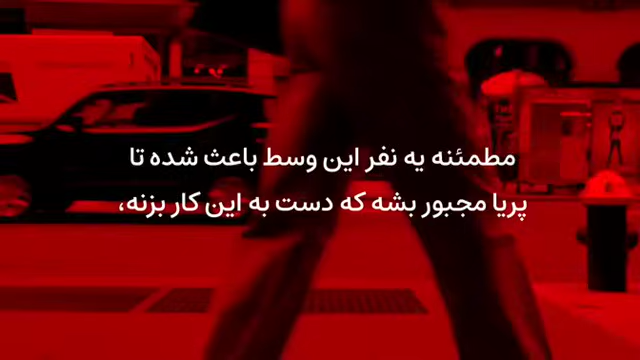 مطمئنه یه نفر این وسط باعث شده تا
پریا مجبور بشه که دست به این کار بزنه،